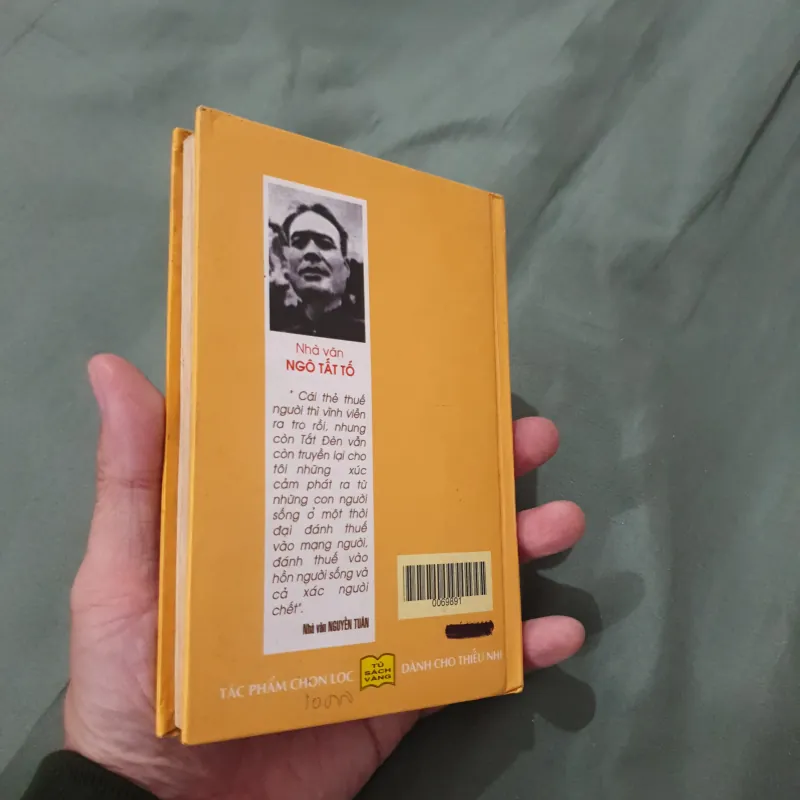 Nhà văn
NGÔ TẤT TỐ
" Cái thẻ thuế
người thì vĩnh viễn
ra tro rồi, nhưng
còn Tắt Đèn vẫn
còn truyền lại cho
tôi những xúc
cảm phát ra từ
những con người
sống ở một thời
đại đánh thuế
vào mạng người,
đánh thuế vào
hồn người sống và
cả xác người
chết".
Nhà văn NGUYỄN TUÂN
0069891
TÁC PHẨM CHỌN LỌC
TỦ
SÁCH
VÀNG
DÀNH CHO THIẾU NHI